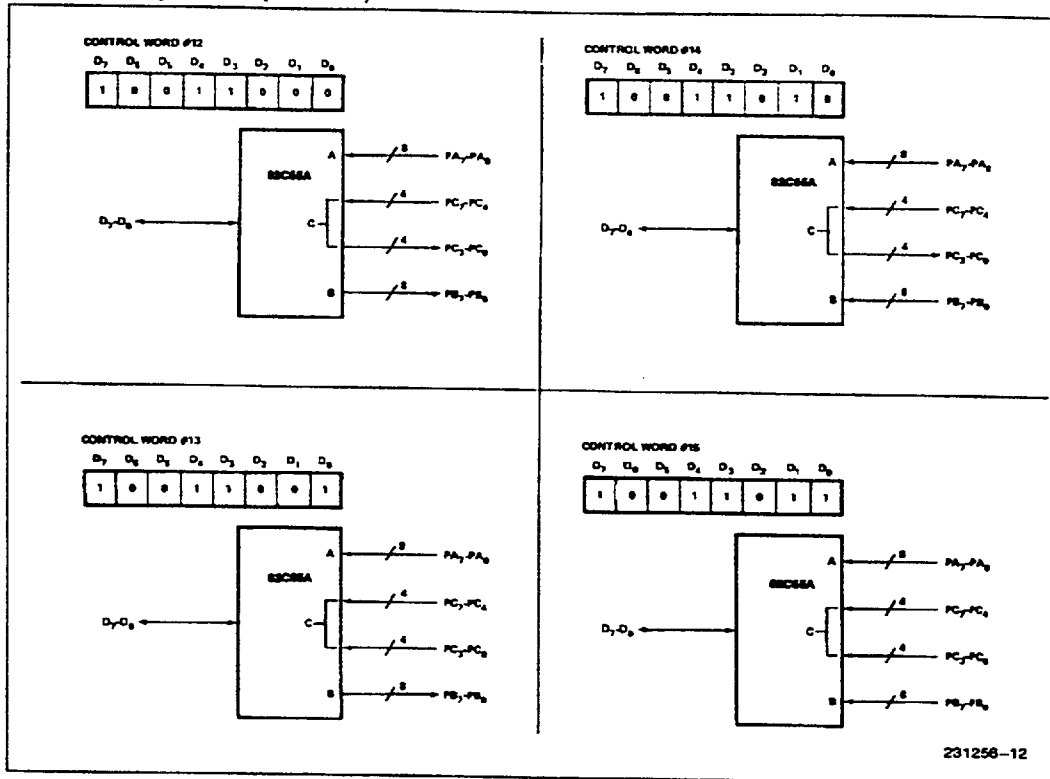 CONTROL WORD #12
D₇ D₆ D₅ D₄ D₃ D₂ D₁ D₀
1 0 0 1 1 0 0 0
82C55A
A
8
PA₇-PA₀
4
PC₇-PC₄
D₇-D₀
C
4
PC₃-PC₀
B
8
PB₇-PB₀
CONTROL WORD #14
D₇ D₆ D₅ D₄ D₃ D₂ D₁ D₀
1 0 0 1 1 0 1 0
82C55A
A
8
PA₇-PA₀
4
PC₇-PC₄
D₇-D₀
C
4
PC₃-PC₀
B
8
PB₇-PB₀
CONTROL WORD #13
D₇ D₆ D₅ D₄ D₃ D₂ D₁ D₀
1 0 0 1 1 0 0 1
82C55A
A
8
PA₇-PA₀
4
PC₇-PC₄
D₇-D₀
C
4
PC₃-PC₀
B
8
PB₇-PB₀
CONTROL WORD #15
D₇ D₆ D₅ D₄ D₃ D₂ D₁ D₀
1 0 0 1 1 0 1 1
82C55A
A
8
PA₇-PA₀
4
PC₇-PC₄
D₇-D₀
C
4
PC₃-PC₀
B
8
PB₇-PB₀
231256-12